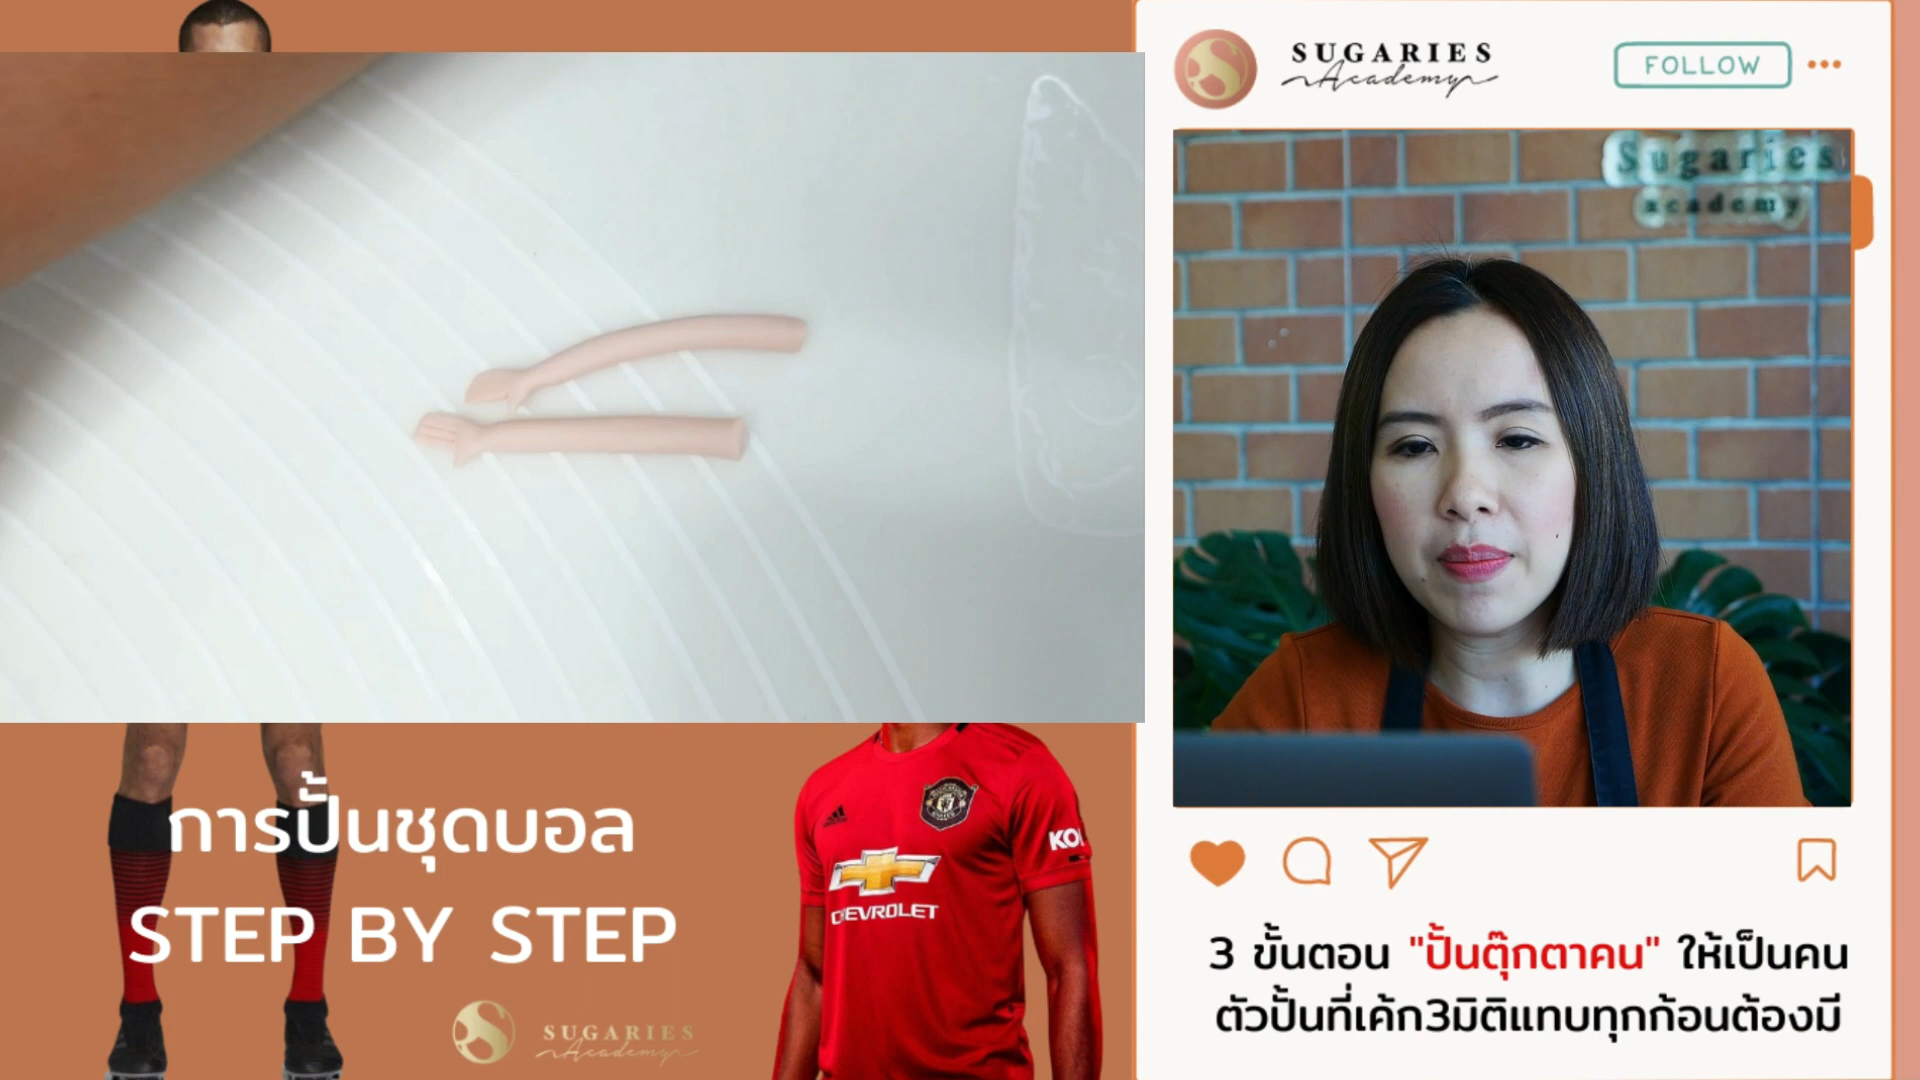 SUGARIES
Academy
FOLLOW
Sugaries
academy
KO
CHEVROLET
การปั้นชุดบอล
STEP BY STEP
SUGARIES
Academy
3 ขั้นตอน "ปั้นตุ๊กตาคน" ให้เป็นคน
ตัวปั้นที่เค้ก3มิติแทบทุกก้อนต้องมี